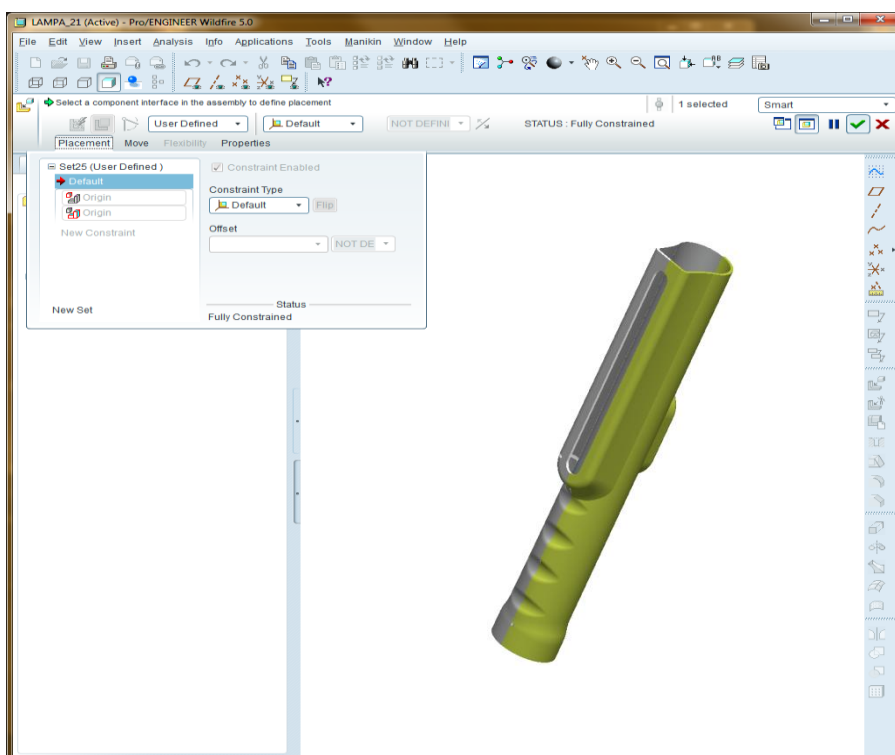 LAMPA_21 (Active) - Pro/ENGINEER Wildfire 5.0
File Edit View Insert Analysis Info Applications Tools Manikin Window Help
Select a component interface in the assembly to define placement
1 selected
Smart
User Defined
Default
NOT DEFINI
STATUS : Fully Constrained
Placement Move Flexibility Properties
Set25 (User Defined )
Default
Origin
Origin
New Constraint
New Set
Constraint Enabled
Constraint Type
Default
Flip
Offset
NOT DE
Status
Fully Constrained